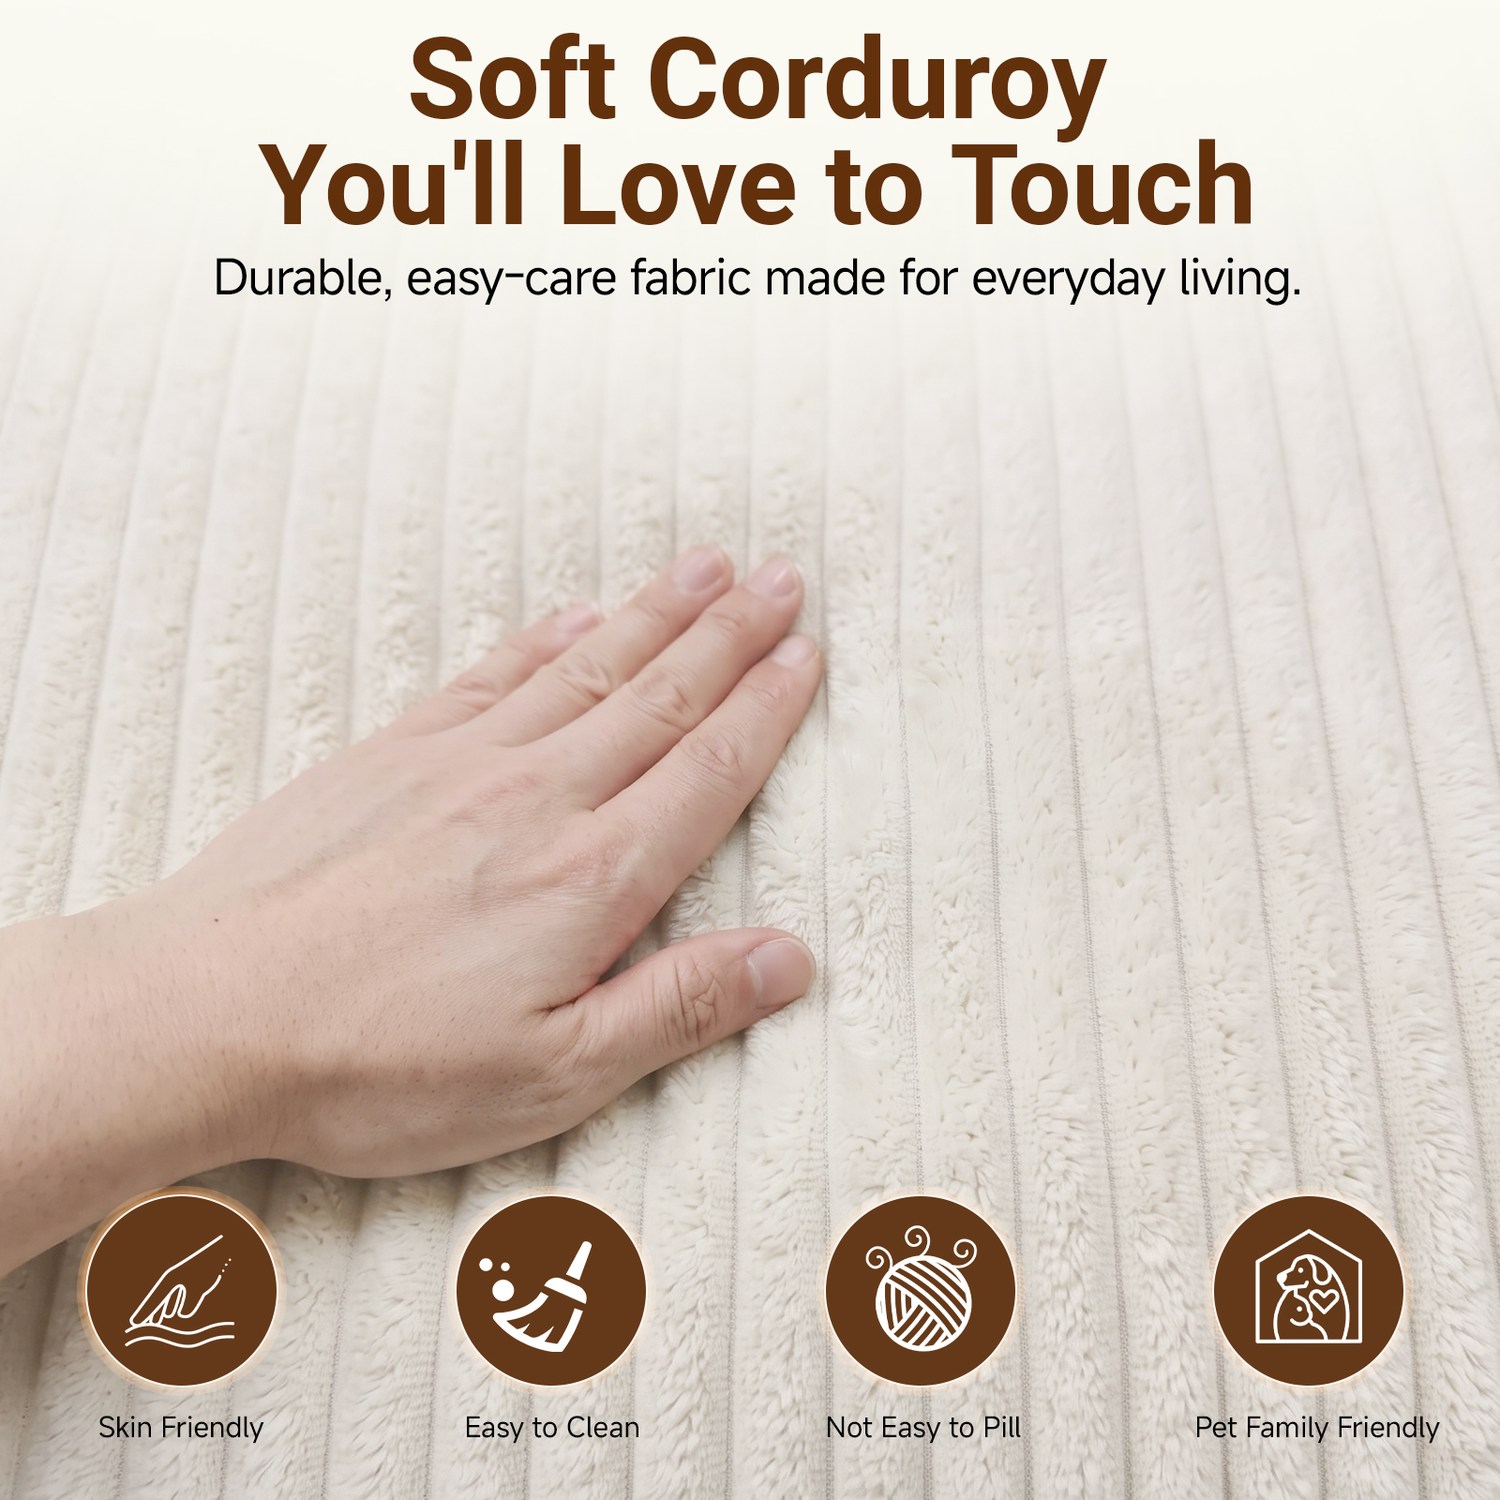 Soft Corduroy
You'll Love to Touch
Durable, easy-care fabric made for everyday living.
Skin Friendly
Easy to Clean
Not Easy to Pill
Pet Family Friendly